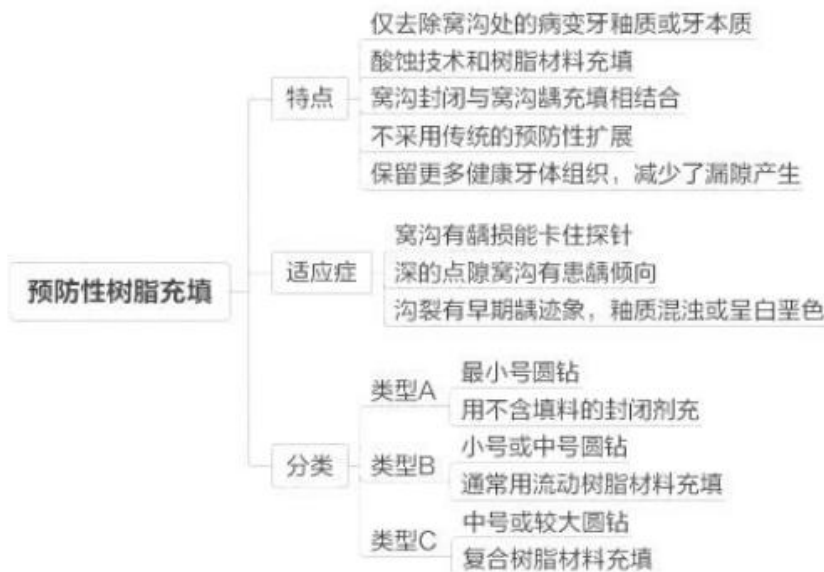 预防性树脂充填
特点
仅去除窝沟处的病变牙釉质或牙本质
酸蚀技术和树脂材料充填
窝沟封闭与窝沟龋充填相结合
不采用传统的预防性扩展
保留更多健康牙体组织，减少了漏隙产生
适应症
窝沟有龋损能卡住探针
深的点隙窝沟有患龋倾向
沟裂有早期龋迹象，釉质混浊或呈白垩色
分类
类型A
最小号圆钻
用不含填料的封闭剂充
类型B
小号或中号圆钻
通常用流动树脂材料充填
类型C
中号或较大圆钻
复合树脂材料充填